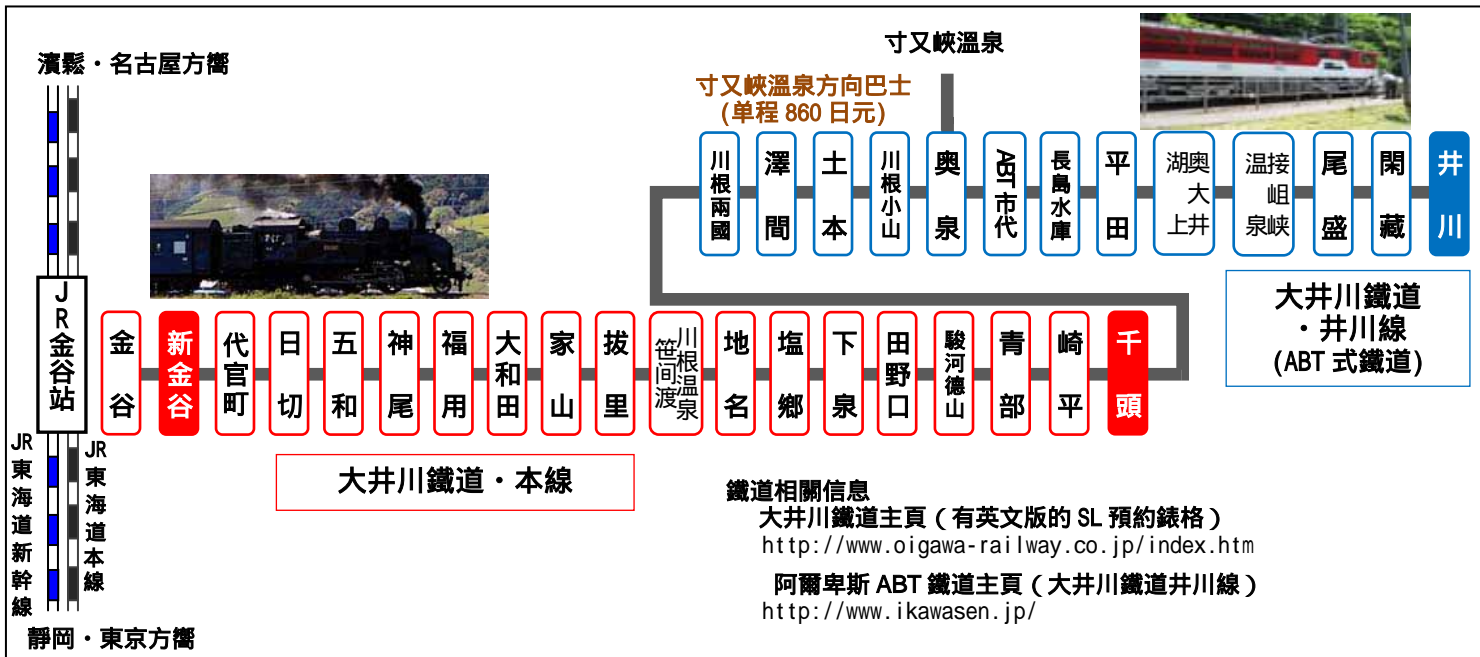 濱鬆・名古屋方嚮
寸又峽溫泉
寸又峽溫泉方向巴士
(单程 860 日元)
川根兩國
澤間
土本
川根小山
奥泉
ABT市代
長島水庫
平田
奥大井
湖上
接岨峡
温泉
尾盛
閑藏
井川
大井川鐵道
・井川線
(ABT 式鐵道)
JR金谷站
金谷
新金谷
代官町
日切
五和
神尾
福用
大和田
家山
拔里
川根温泉
笹间渡
地名
塩鄉
下泉
田野口
駿河德山
青部
崎平
千頭
JR東海道新幹線
JR東海道本線
大井川鐵道・本線
靜岡・東京方嚮
鐵道相關信息
大井川鐵道主頁（有英文版的 SL 預約錶格）
http://www.oigawa-railway.co.jp/index.htm
阿爾卑斯 ABT 鐵道主頁（大井川鐵道井川線）
http://www.ikawasen.jp/